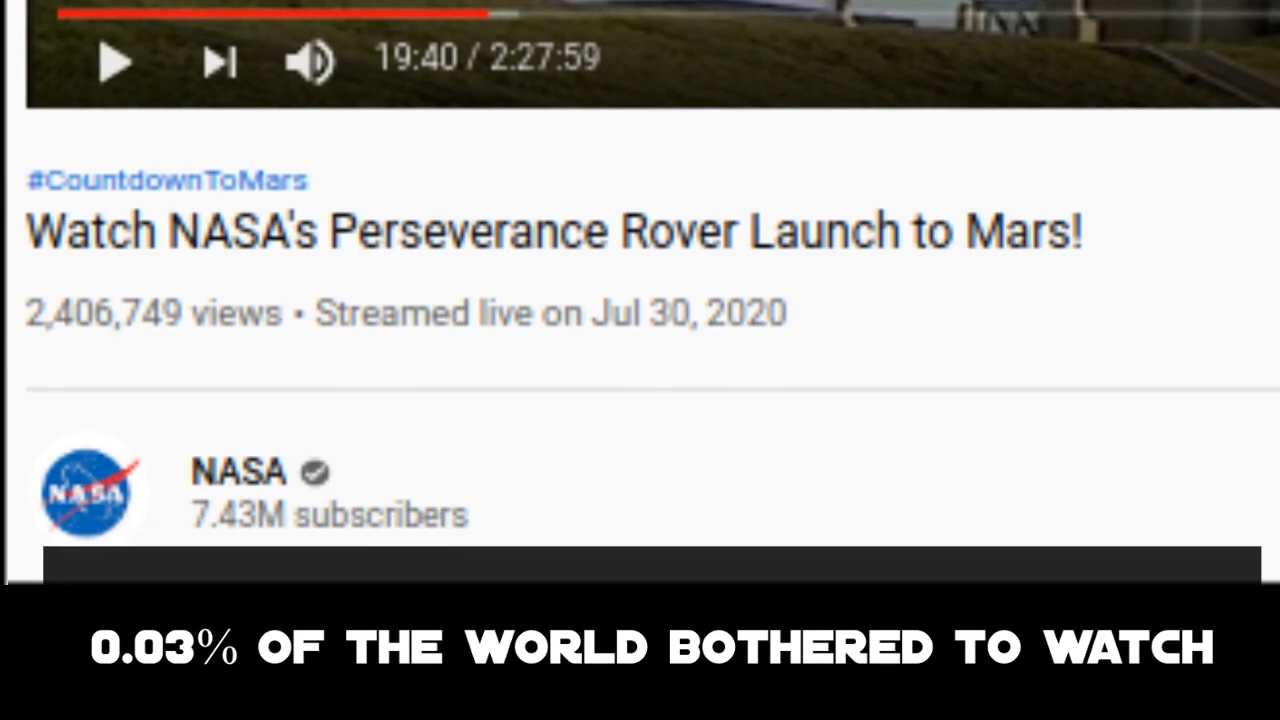 19:40 / 2:27:59
#CountdownToMars
Watch NASA's Perseverance Rover Launch to Mars!
2,406,749 views • Streamed live on Jul 30, 2020
NASA
NASA
7.43M subscribers
0.03% OF THE WORLD BOTHERED TO WATCH